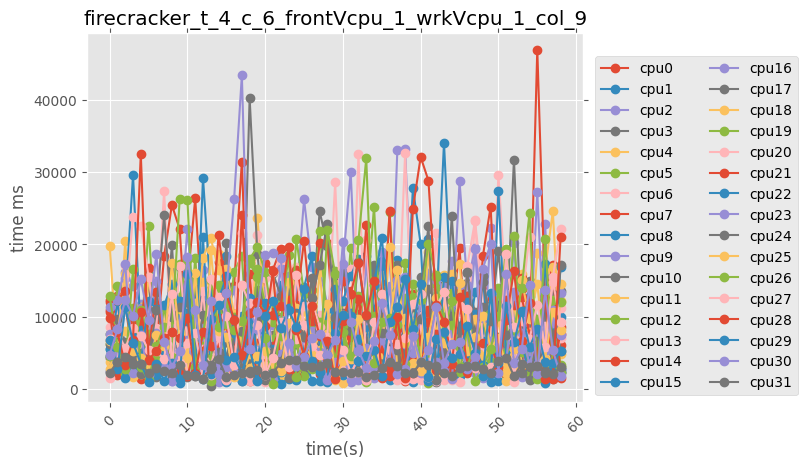 firecracker_t_4_c_6_frontVcpu_1_wrkVcpu_1_col_9
time ms
40000
30000
20000
10000
0
0
10
20
30
40
50
60
time(s)
cpu0
cpu1
cpu2
cpu3
cpu4
cpu5
cpu6
cpu7
cpu8
cpu9
cpu10
cpu11
cpu12
cpu13
cpu14
cpu15
cpu16
cpu17
cpu18
cpu19
cpu20
cpu21
cpu22
cpu23
cpu24
cpu25
cpu26
cpu27
cpu28
cpu29
cpu30
cpu31